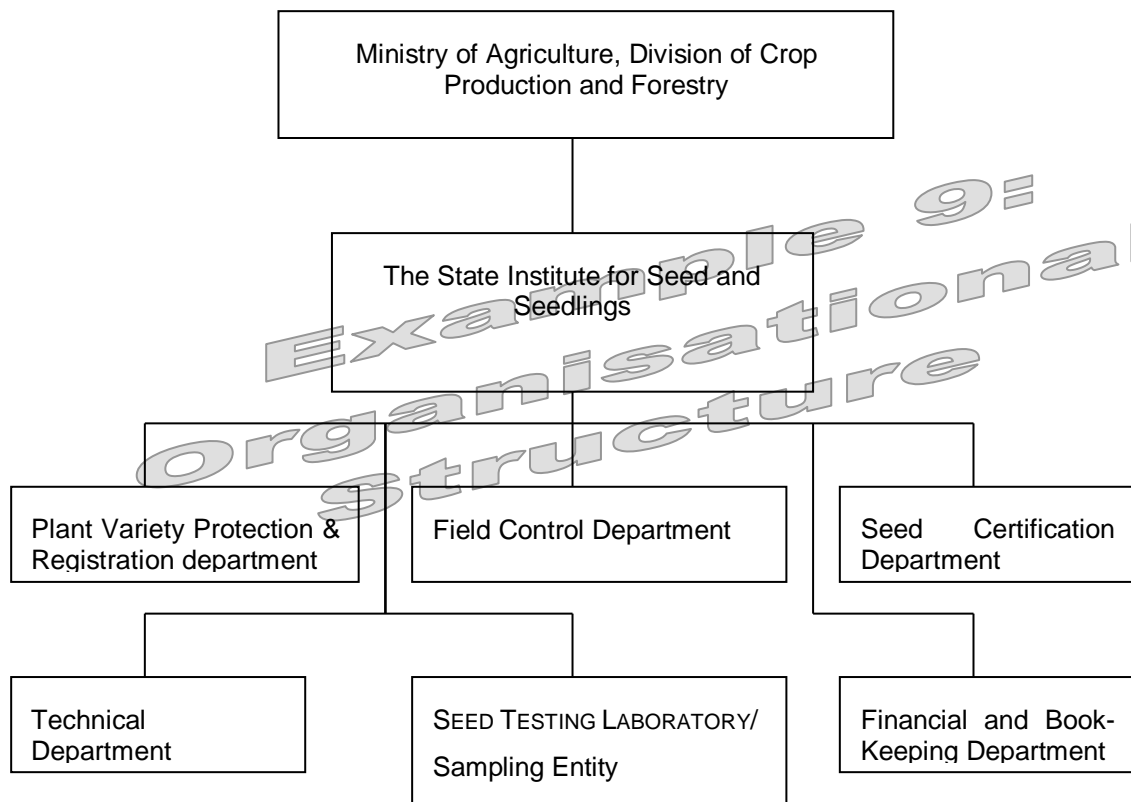 Ministry of Agriculture, Division of Crop
Production and Forestry
Example 9:
Organisational
Structure
The State Institute for Seed and
Seedlings
Plant Variety Protection &
Registration department
Field Control Department
Seed Certification
Department
Technical
Department
SEED TESTING LABORATORY/
Sampling Entity
Financial and Book-
Keeping Department